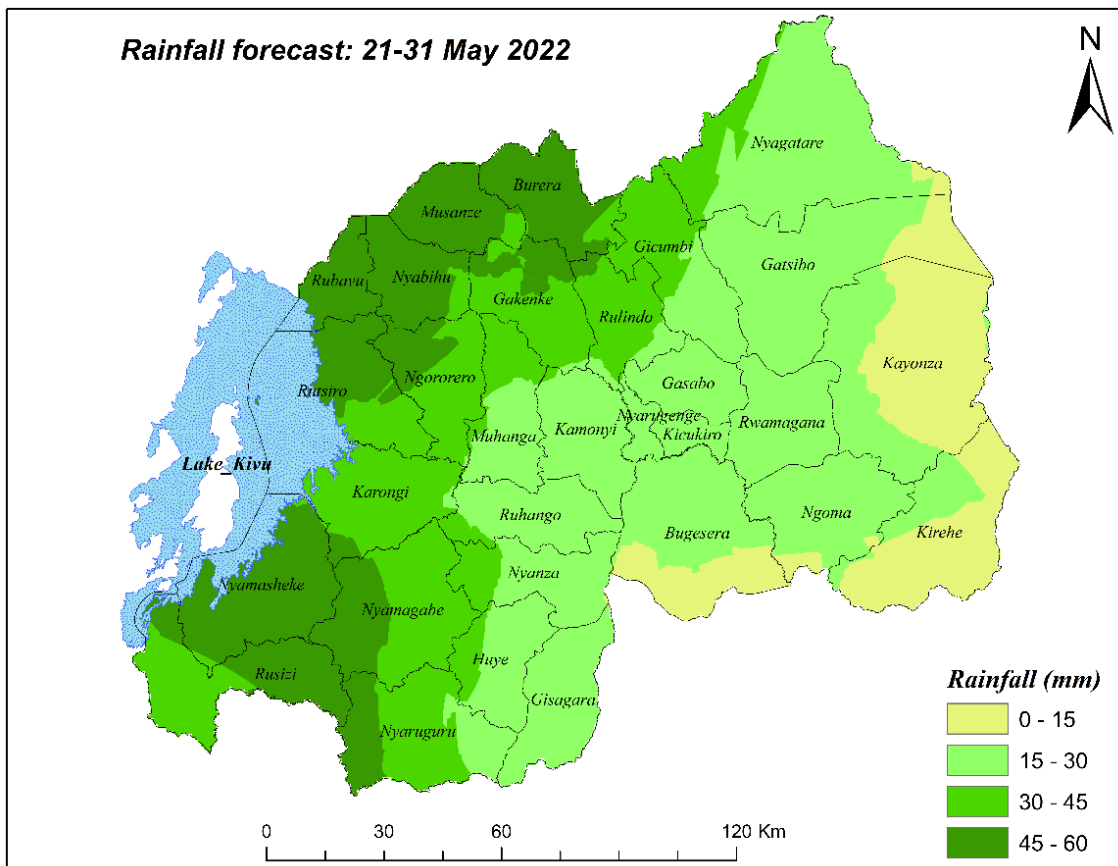 Rainfall forecast: 21-31 May 2022
N
Nyagatare
Burera
Musanze
Gicumbi
Gatsibo
Rubavu
Nyabihu
Gakenke
Rulindo
Kayonza
Rutsiro
Ngororero
Gasabo
Nyarugenge
Muhanga
Kamonyi
Kicukiro
Rwamagana
Lake_Kivu
Karongi
Ruhango
Bugesera
Ngoma
Kirehe
Nyamasheke
Nyanza
Nyamagabe
Huye
Rusizi
Gisagara
Nyaruguru
Rainfall (mm)
0 - 15
15 - 30
30 - 45
45 - 60
0 30 60 120 Km